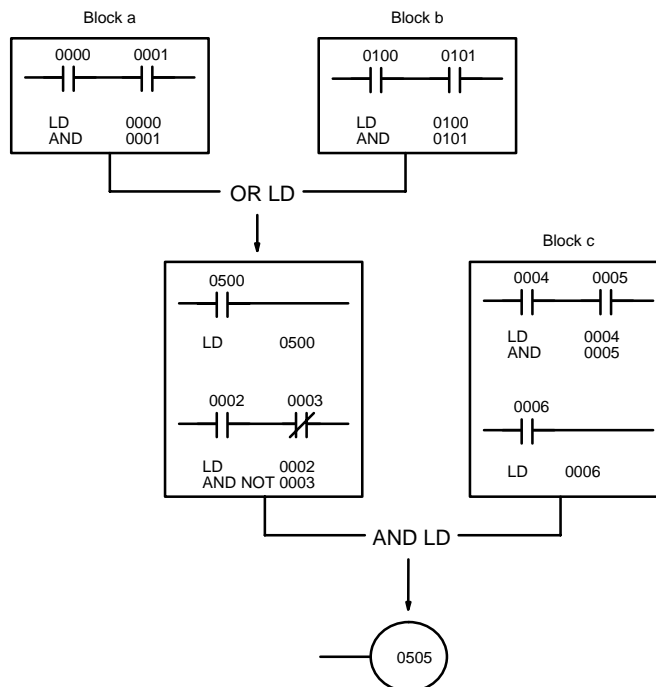 Block a
0000 0001
LD 0000
AND 0001
Block b
0100 0101
LD 0100
AND 0101
OR LD
0500
LD 0500
0002 0003
LD 0002
AND NOT 0003
Block c
0004 0005
LD 0004
AND 0005
0006
LD 0006
AND LD
0505